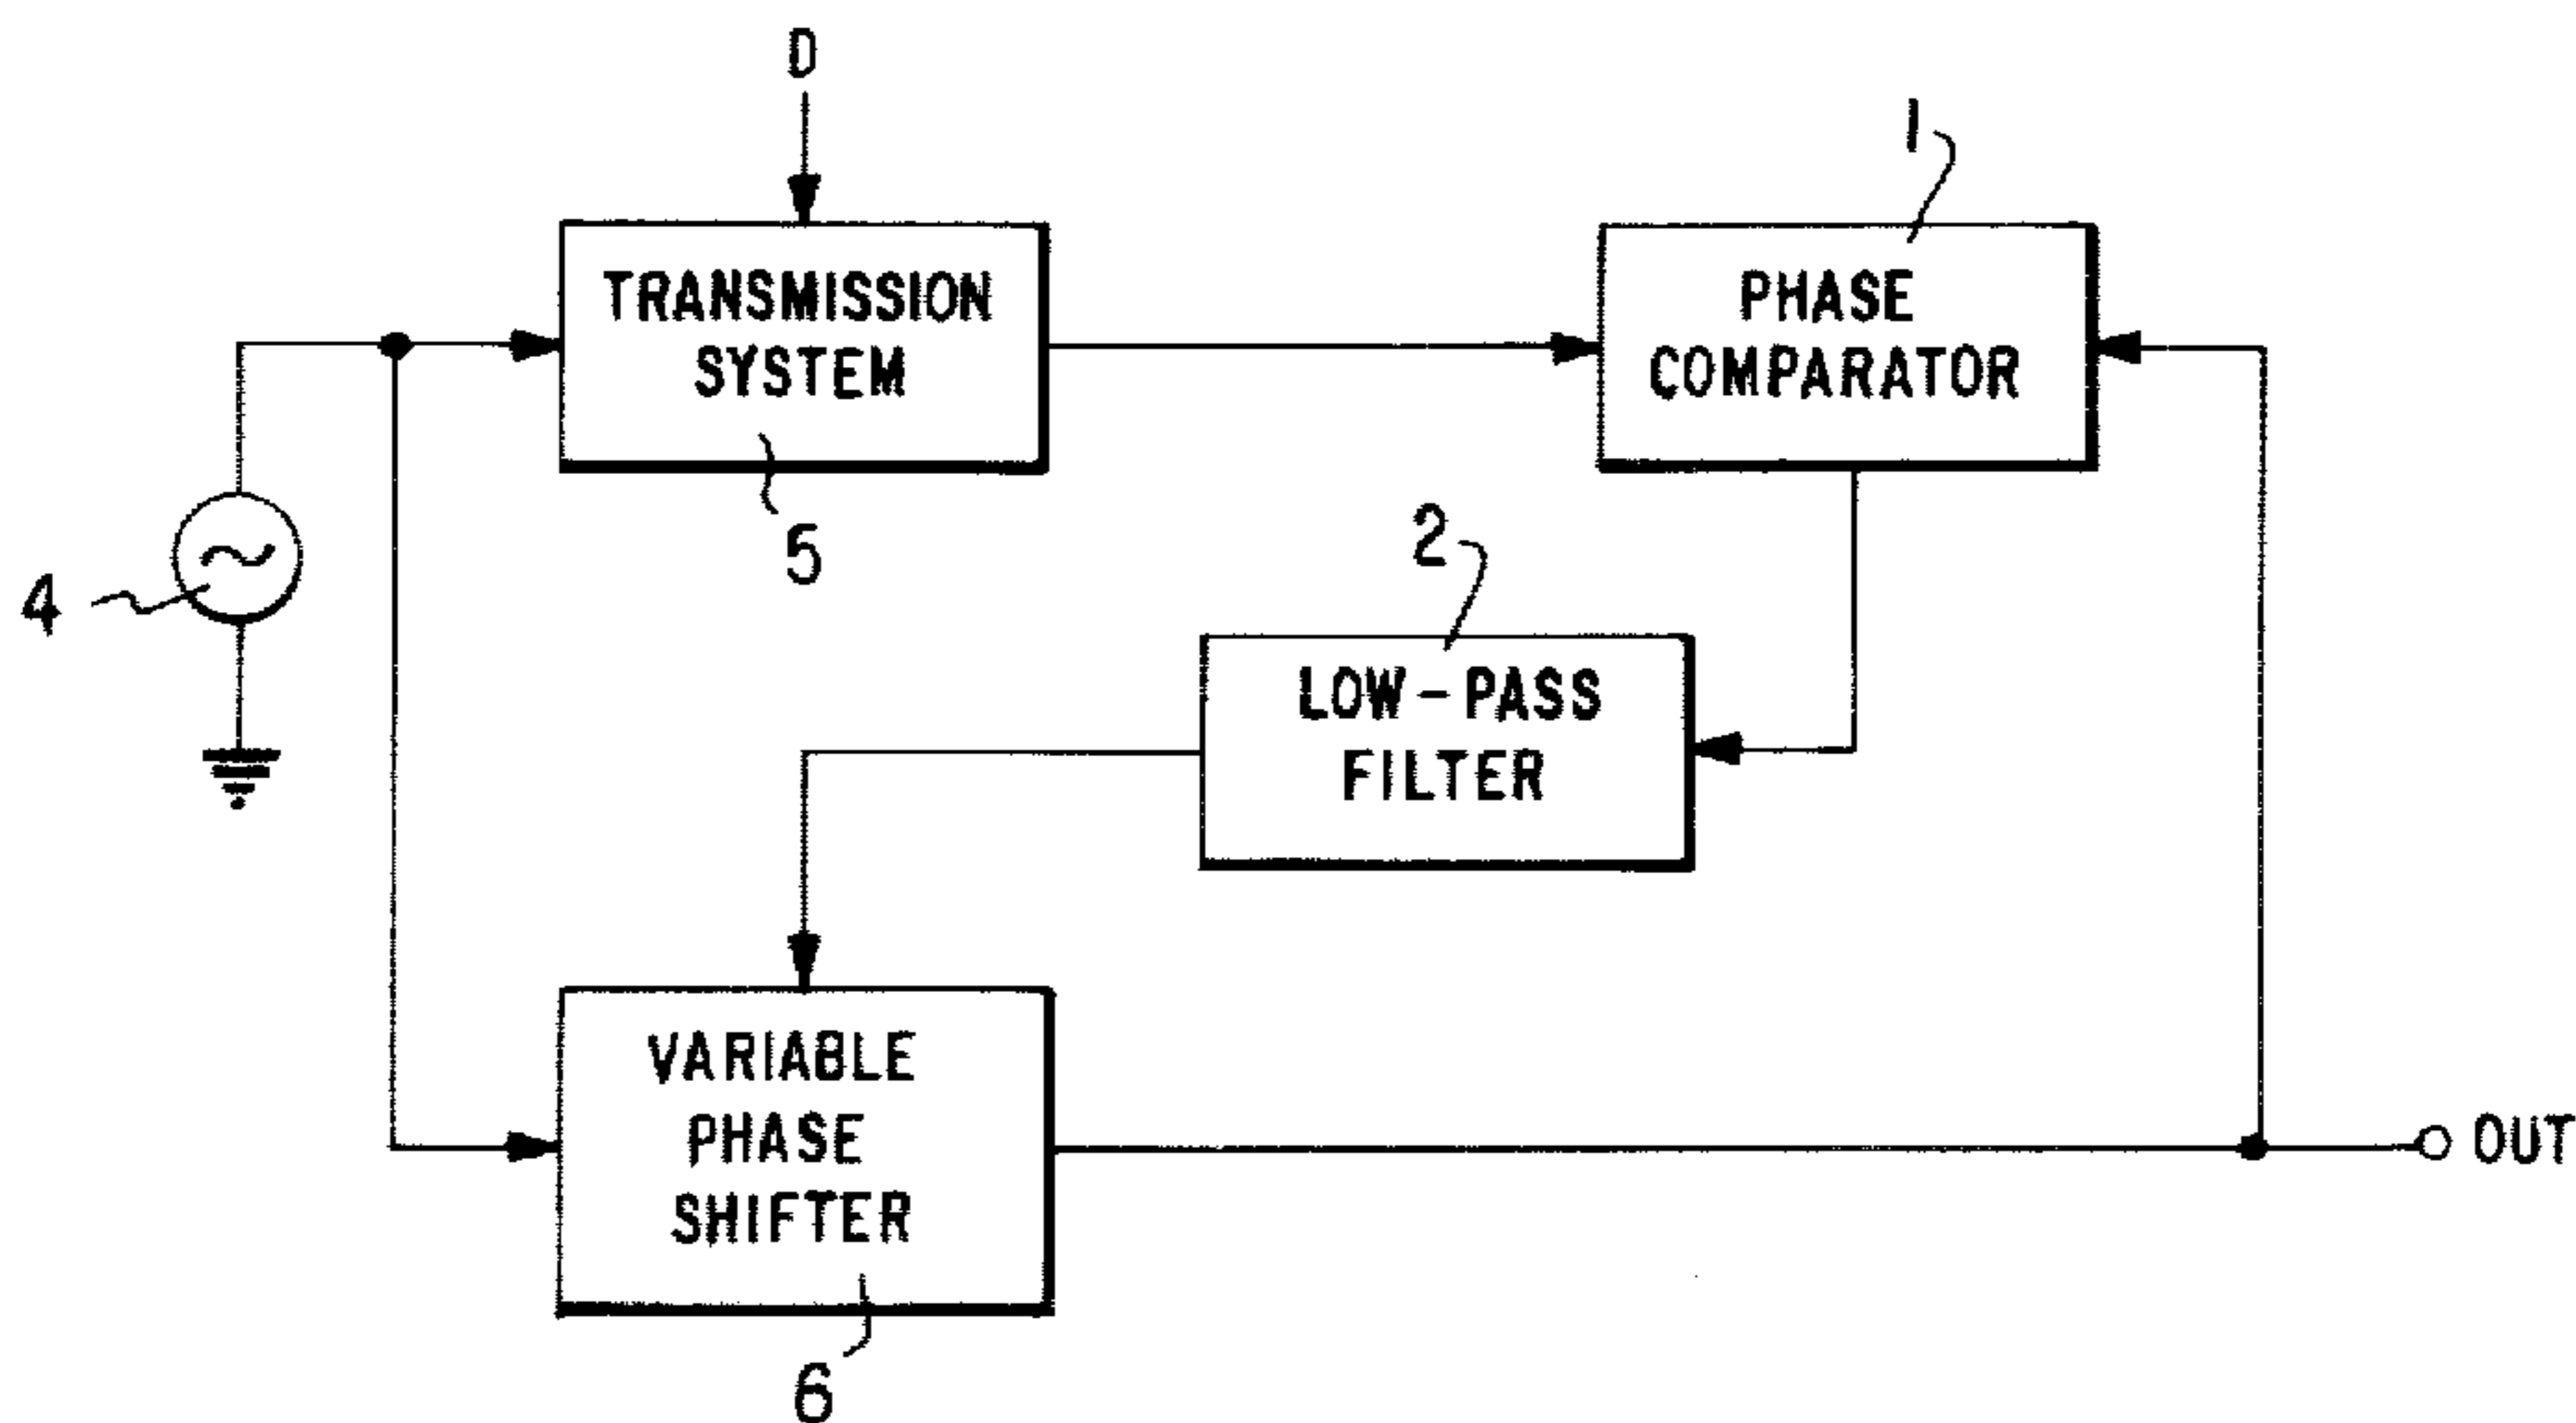 D
1
TRANSMISSION
SYSTEM
5
PHASE
COMPARATOR
2
4
LOW-PASS
FILTER
VARIABLE
PHASE
SHIFTER
6
OUT